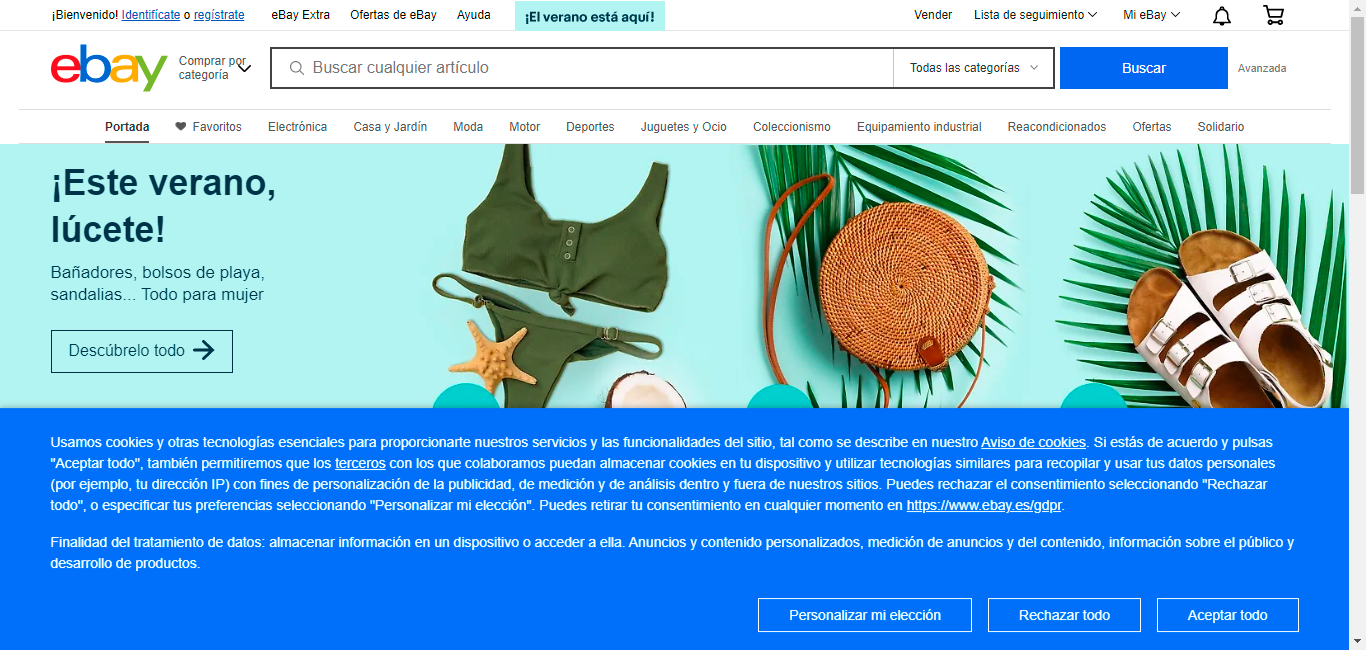 ¡Bienvenido! Identifícate o regístrate
eBay Extra
Ofertas de eBay
Ayuda
¡El verano está aquí!
Vender
Lista de seguimiento
Mi eBay
ebay
Comprar por
categoría
Buscar cualquier artículo
Todas las categorías
Buscar
Avanzada
Portada
Favoritos
Electrónica
Casa y Jardín
Moda
Motor
Deportes
Juguetes y Ocio
Coleccionismo
Equipamiento industrial
Reacondicionados
Ofertas
Solidario
¡Este verano,
lúcete!
Bañadores, bolsos de playa,
sandalias... Todo para mujer
Descúbrelo todo
Usamos cookies y otras tecnologías esenciales para proporcionarte nuestros servicios y las funcionalidades del sitio, tal como se describe en nuestro Aviso de cookies. Si estás de acuerdo y pulsas
"Aceptar todo", también permitiremos que los terceros con los que colaboramos puedan almacenar cookies en tu dispositivo y utilizar tecnologías similares para recopilar y usar tus datos personales
(por ejemplo, tu dirección IP) con fines de personalización de la publicidad, de medición y de análisis dentro y fuera de nuestros sitios. Puedes rechazar el consentimiento seleccionando "Rechazar
todo", o especificar tus preferencias seleccionando "Personalizar mi elección". Puedes retirar tu consentimiento en cualquier momento en https://www.ebay.es/gdpr.
Finalidad del tratamiento de datos: almacenar información en un dispositivo o acceder a ella. Anuncios y contenido personalizados, medición de anuncios y del contenido, información sobre el público y
desarrollo de productos.
Personalizar mi elección
Rechazar todo
Aceptar todo